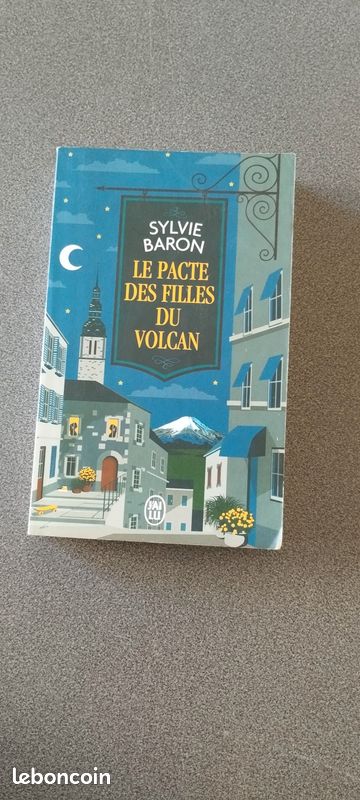 SYLVIE
BARON
LE PACTE
DES FILLES
DU
VOLCAN
J'AI
LU
leboncoin